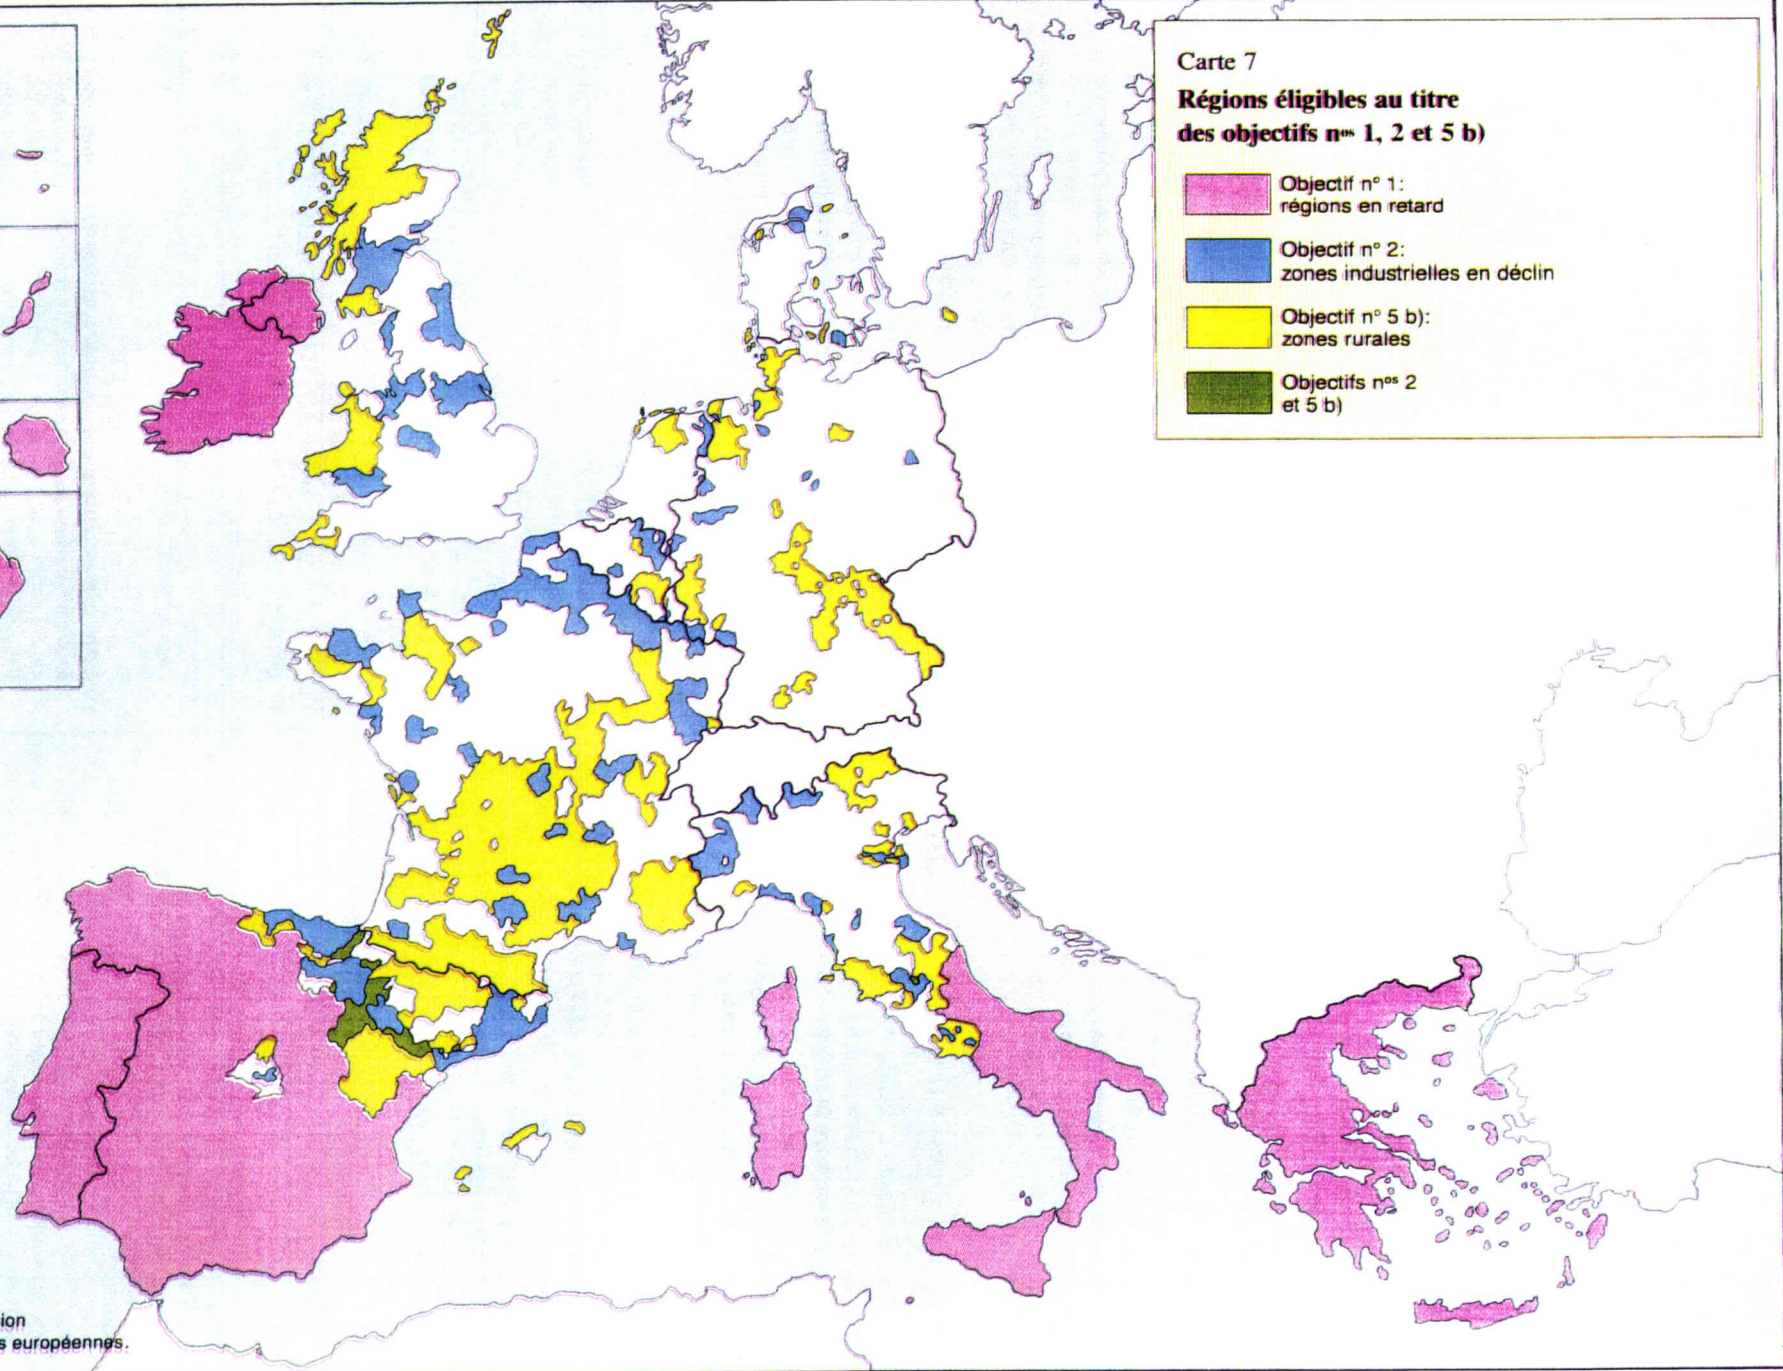 Carte 7
Régions éligibles au titre
des objectifs nᵒˢ 1, 2 et 5 b)
Objectif n° 1:
régions en retard
Objectif n° 2:
zones industrielles en déclin
Objectif n° 5 b):
zones rurales
Objectifs nᵒˢ 2
et 5 b)
ion
s européennes.